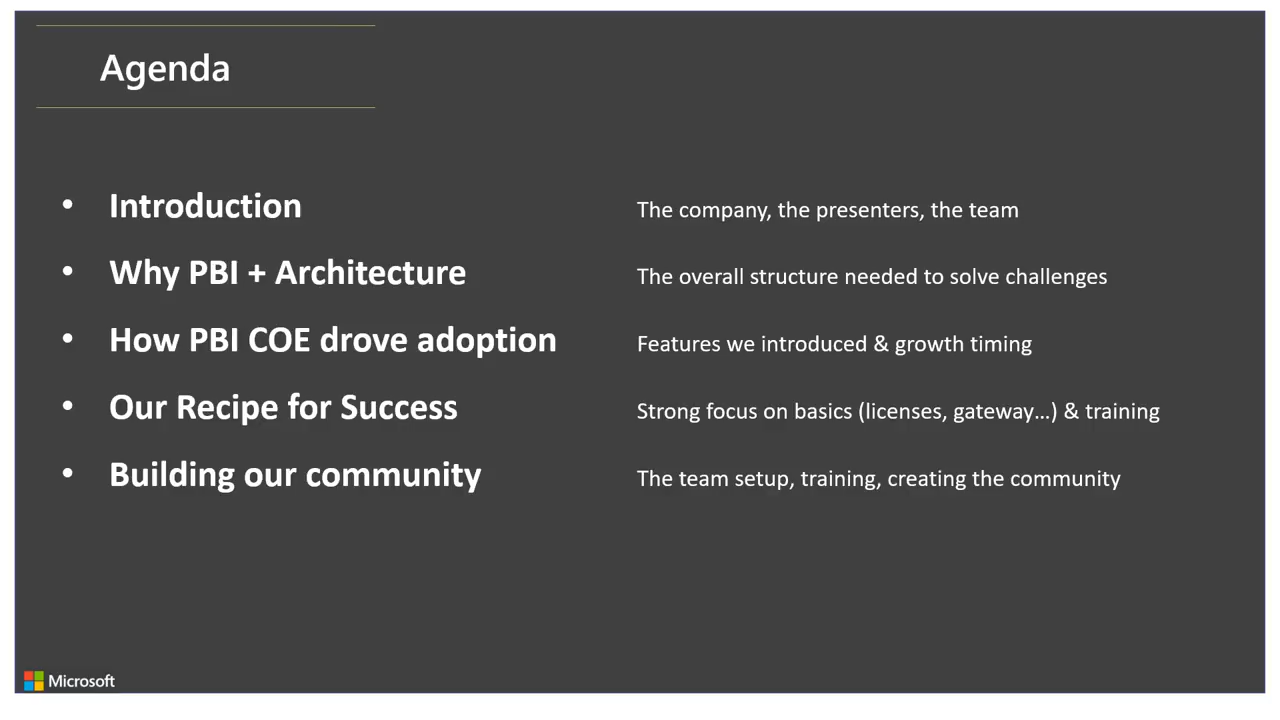 Agenda
• Introduction The company, the presenters, the team
• Why PBI + Architecture The overall structure needed to solve challenges
• How PBI COE drove adoption Features we introduced & growth timing
• Our Recipe for Success Strong focus on basics (licenses, gateway...) & training
• Building our community The team setup, training, creating the community
Microsoft